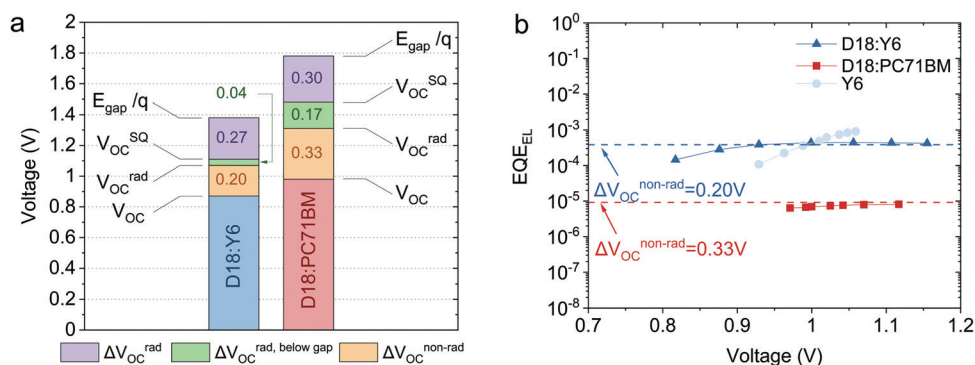 a
Voltage (V)
2
1.8
1.6
1.4
1.2
1
0.8
0.6
0.4
0.2
0
E_gap /q
V_OC^SQ
V_OC^rad
V_OC
0.04
0.27
0.20
D18:Y6
0.30
0.17
0.33
D18:PC71BM
E_gap /q
V_OC^SQ
V_OC^rad
V_OC
ΔV_OC^rad ΔV_OC^rad, below gap ΔV_OC^non-rad
b
EQE_EL
10^0
10^-1
10^-2
10^-3
10^-4
10^-5
10^-6
10^-7
10^-8
D18:Y6
D18:PC71BM
Y6
ΔV_OC^non-rad=0.20V
ΔV_OC^non-rad=0.33V
0.7 0.8 0.9 1 1.1 1.2
Voltage (V)